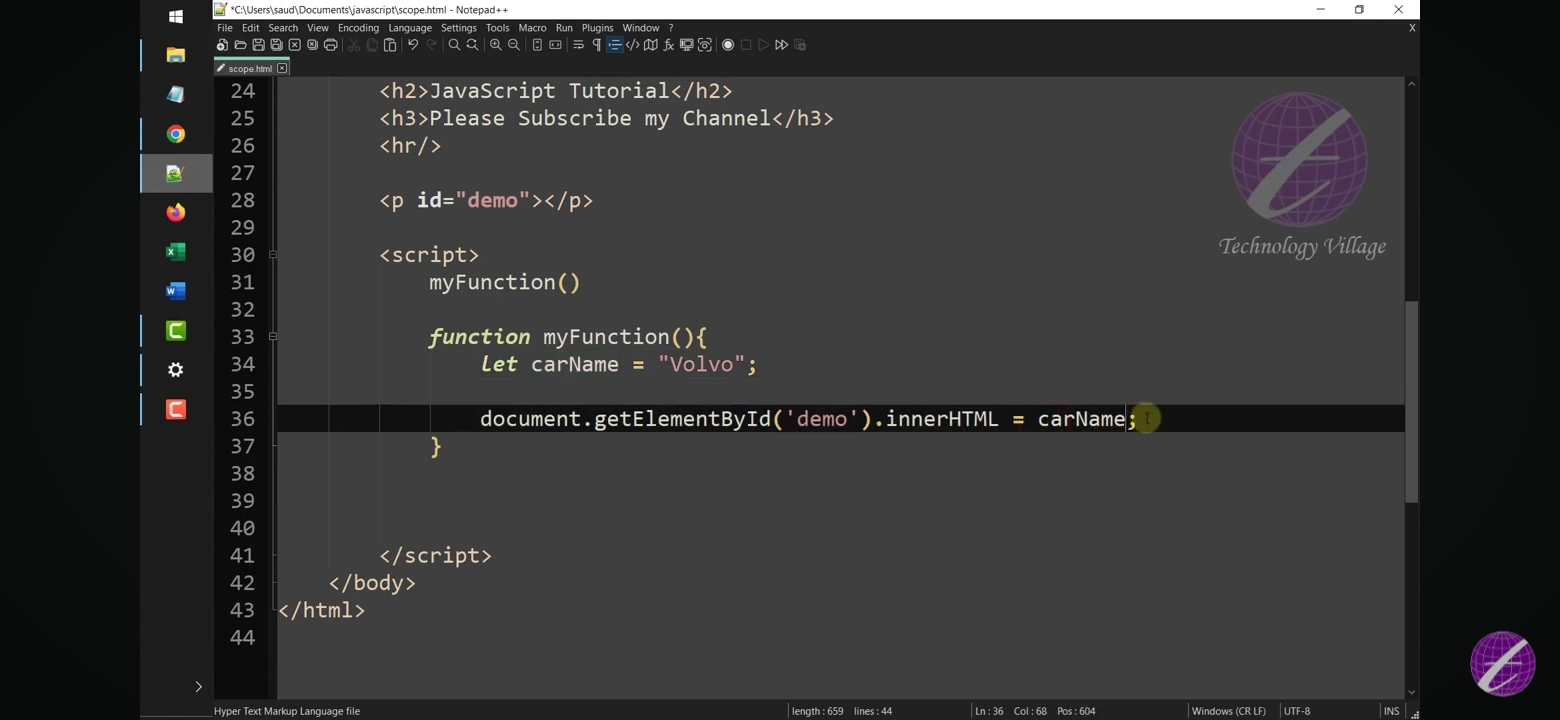 *C:\Users\saud\Documents\javascript\scope.html - Notepad++
File Edit Search View Encoding Language Settings Tools Macro Run Plugins Window ? X
scope.html
24 <h2>JavaScript Tutorial</h2>
25 <h3>Please Subscribe my Channel</h3>
26 <hr/>
27
28 <p id="demo"></p>
29
30 <script>
31 myFunction()
32
33 function myFunction(){
34 let carName = "Volvo";
35
36 document.getElementById('demo').innerHTML = carName;
37 }
38
39
40
41 </script>
42 </body>
43 </html>
44
Technology Village
Hyper Text Markup Language file length : 659 lines : 44 Ln : 36 Col : 68 Pos : 604 Windows (CR LF) UTF-8 INS